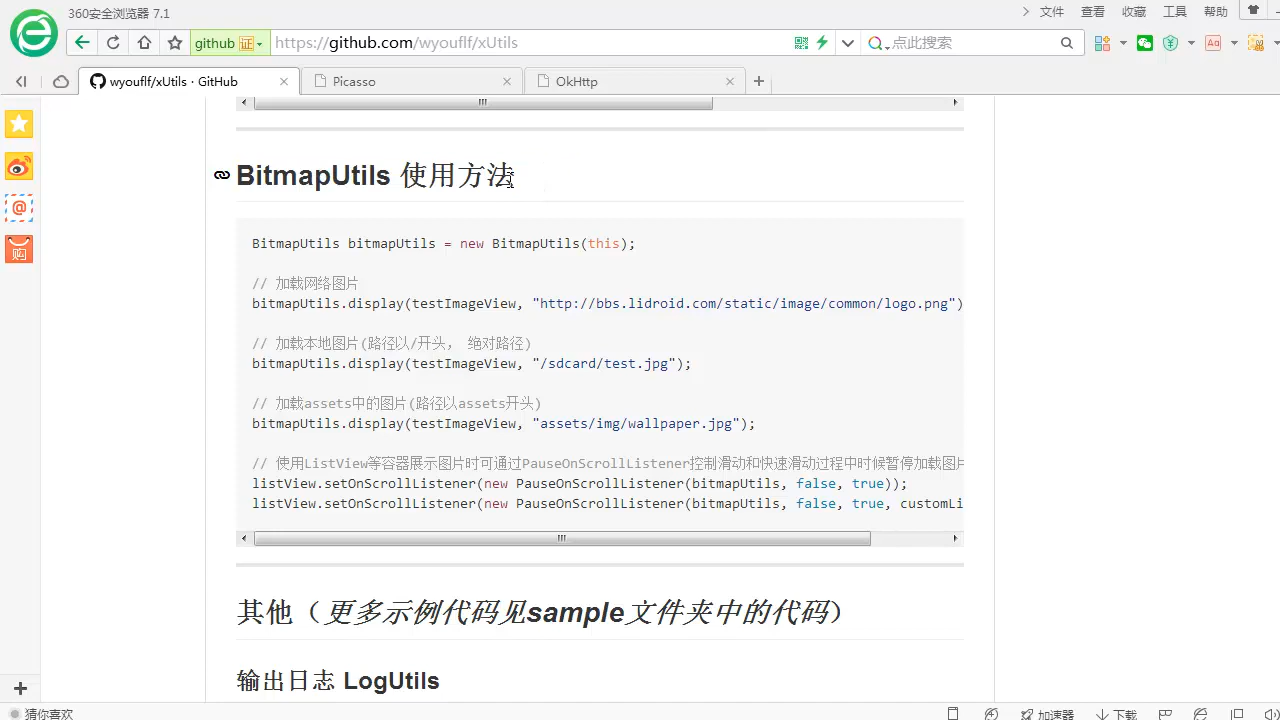 360安全浏览器 7.1
文件 查看 收藏 工具 帮助
github 证 https://github.com/wyouflf/xUtils 点此搜索
wyouflf/xUtils · GitHub Picasso OkHttp
BitmapUtils 使用方法
BitmapUtils bitmapUtils = new BitmapUtils(this);
// 加载网络图片
bitmapUtils.display(testImageView, "http://bbs.lidroid.com/static/image/common/logo.png")
// 加载本地图片(路径以/开头， 绝对路径)
bitmapUtils.display(testImageView, "/sdcard/test.jpg");
// 加载assets中的图片(路径以assets开头)
bitmapUtils.display(testImageView, "assets/img/wallpaper.jpg");
// 使用ListView等容器展示图片时可通过PauseOnScrollListener控制滑动和快速滑动过程中时候暂停加载图片
listView.setOnScrollListener(new PauseOnScrollListener(bitmapUtils, false, true));
listView.setOnScrollListener(new PauseOnScrollListener(bitmapUtils, false, true, customLi
其他（更多示例代码见sample文件夹中的代码）
输出日志 LogUtils
猜你喜欢 加速器 下载